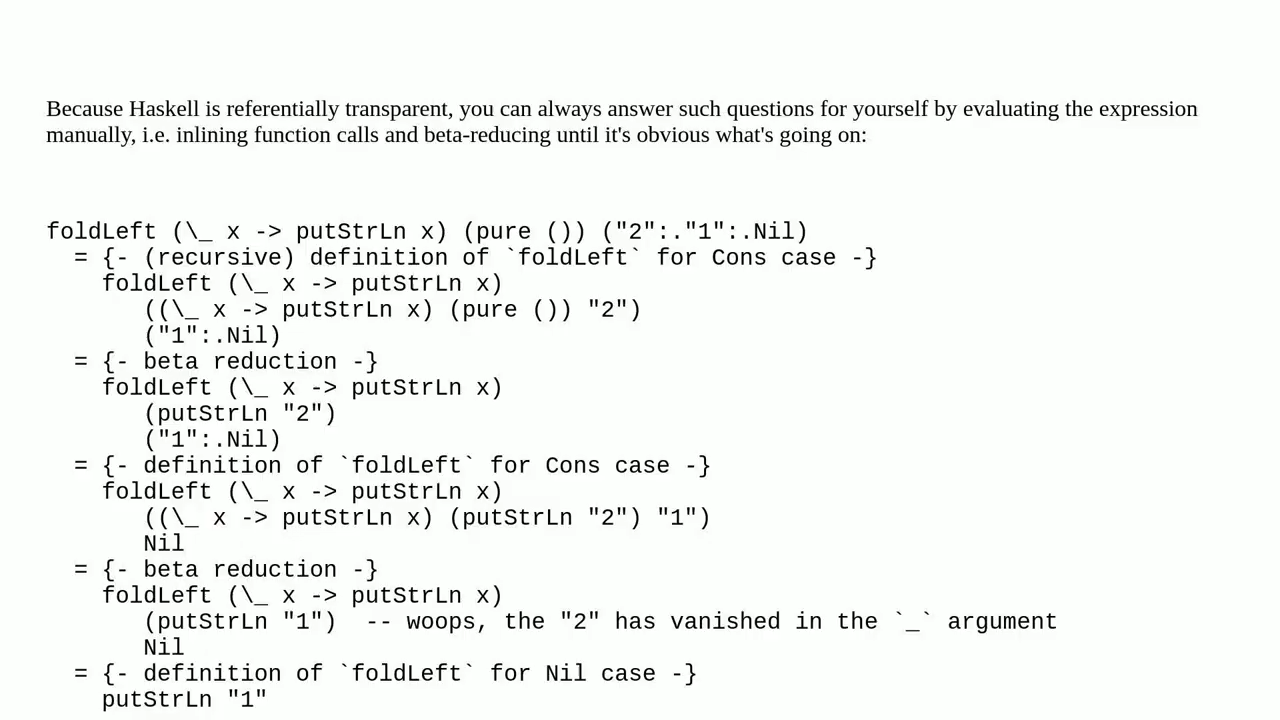 Because Haskell is referentially transparent, you can always answer such questions for yourself by evaluating the expression
manually, i.e. inlining function calls and beta-reducing until it's obvious what's going on:
foldLeft (\_ x -> putStrLn x) (pure ()) ("2":."1":.Nil)
  = {- (recursive) definition of `foldLeft` for Cons case -}
    foldLeft (\_ x -> putStrLn x)
       ((\_ x -> putStrLn x) (pure ()) "2")
       ("1":.Nil)
  = {- beta reduction -}
    foldLeft (\_ x -> putStrLn x)
       (putStrLn "2")
       ("1":.Nil)
  = {- definition of `foldLeft` for Cons case -}
    foldLeft (\_ x -> putStrLn x)
       ((\_ x -> putStrLn x) (putStrLn "2") "1")
       Nil
  = {- beta reduction -}
    foldLeft (\_ x -> putStrLn x)
       (putStrLn "1")  -- woops, the "2" has vanished in the `_` argument
       Nil
  = {- definition of `foldLeft` for Nil case -}
    putStrLn "1"